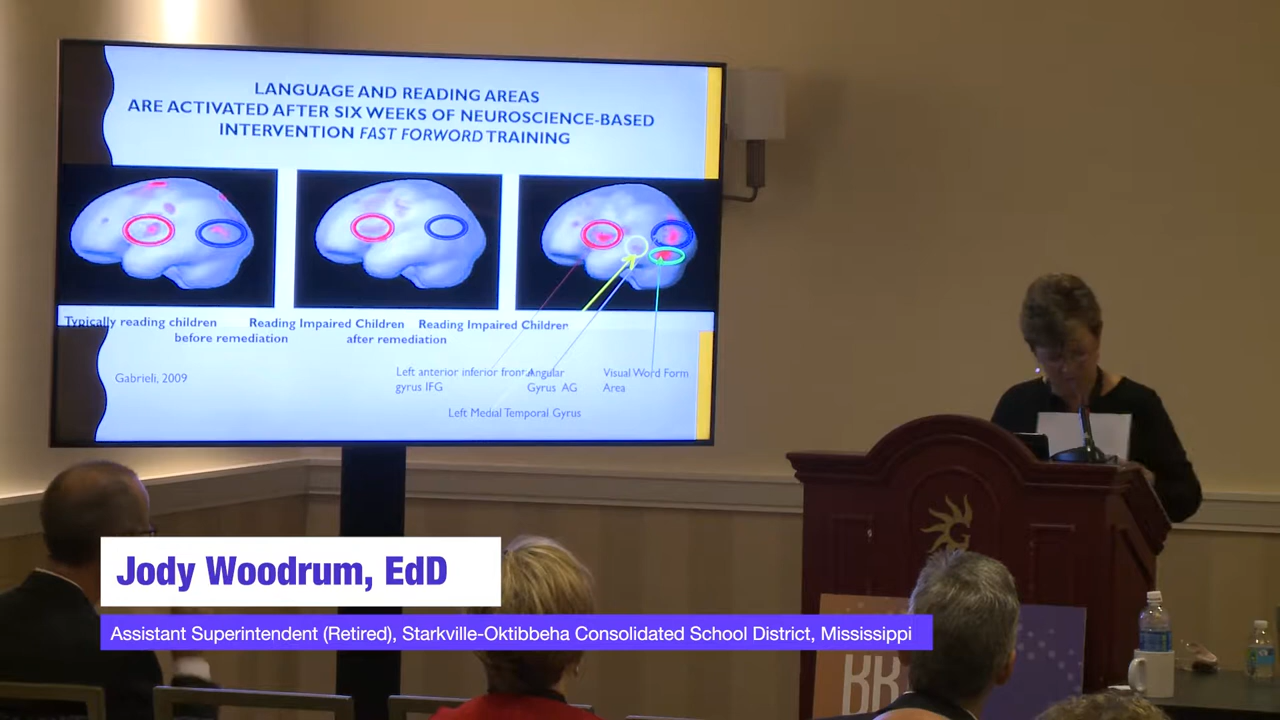 LANGUAGE AND READING AREAS
ARE ACTIVATED AFTER SIX WEEKS OF NEUROSCIENCE-BASED
INTERVENTION FAST FORWORD TRAINING
Typically reading children Reading Impaired Children Reading Impaired Children
before remediation after remediation
Gabrieli, 2009
Left anterior inferior frontal
gyrus IFG
Angular
Gyrus AG
Visual Word Form
Area
Left Medial Temporal Gyrus
Jody Woodrum, EdD
Assistant Superintendent (Retired), Starkville-Oktibbeha Consolidated School District, Mississippi